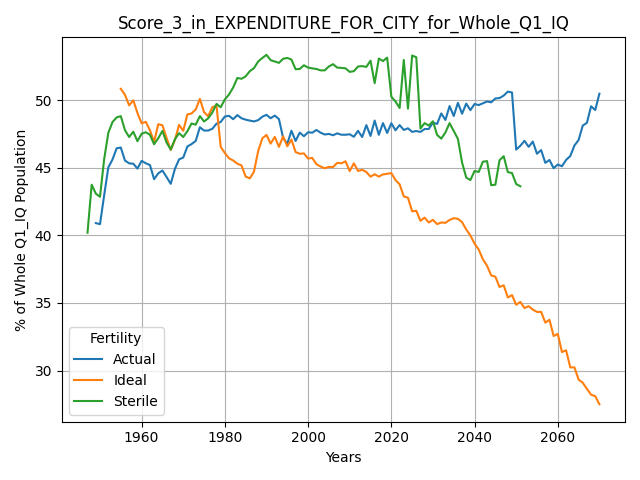 Score_3_in_EXPENDITURE_FOR_CITY_for_Whole_Q1_IQ
% of Whole Q1_IQ Population
50
45
40
35
30
Fertility
Actual
Ideal
Sterile
1960 1980 2000 2020 2040 2060
Years